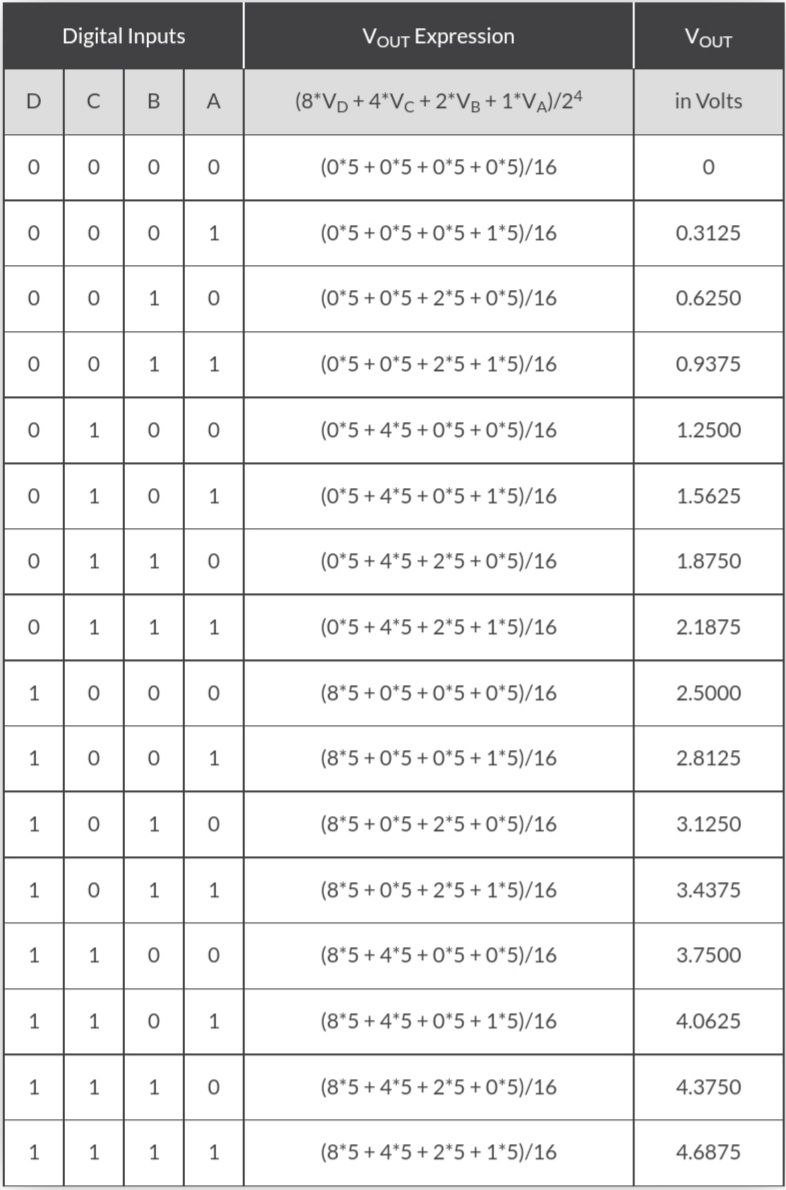 Digital Inputs VOUT Expression VOUT
D C B A (8*VD + 4*VC + 2*VB + 1*VA)/2⁴ in Volts
0 0 0 0 (0*5 + 0*5 + 0*5 + 0*5)/16 0
0 0 0 1 (0*5 + 0*5 + 0*5 + 1*5)/16 0.3125
0 0 1 0 (0*5 + 0*5 + 2*5 + 0*5)/16 0.6250
0 0 1 1 (0*5 + 0*5 + 2*5 + 1*5)/16 0.9375
0 1 0 0 (0*5 + 4*5 + 0*5 + 0*5)/16 1.2500
0 1 0 1 (0*5 + 4*5 + 0*5 + 1*5)/16 1.5625
0 1 1 0 (0*5 + 4*5 + 2*5 + 0*5)/16 1.8750
0 1 1 1 (0*5 + 4*5 + 2*5 + 1*5)/16 2.1875
1 0 0 0 (8*5 + 0*5 + 0*5 + 0*5)/16 2.5000
1 0 0 1 (8*5 + 0*5 + 0*5 + 1*5)/16 2.8125
1 0 1 0 (8*5 + 0*5 + 2*5 + 0*5)/16 3.1250
1 0 1 1 (8*5 + 0*5 + 2*5 + 1*5)/16 3.4375
1 1 0 0 (8*5 + 4*5 + 0*5 + 0*5)/16 3.7500
1 1 0 1 (8*5 + 4*5 + 0*5 + 1*5)/16 4.0625
1 1 1 0 (8*5 + 4*5 + 2*5 + 0*5)/16 4.3750
1 1 1 1 (8*5 + 4*5 + 2*5 + 1*5)/16 4.6875